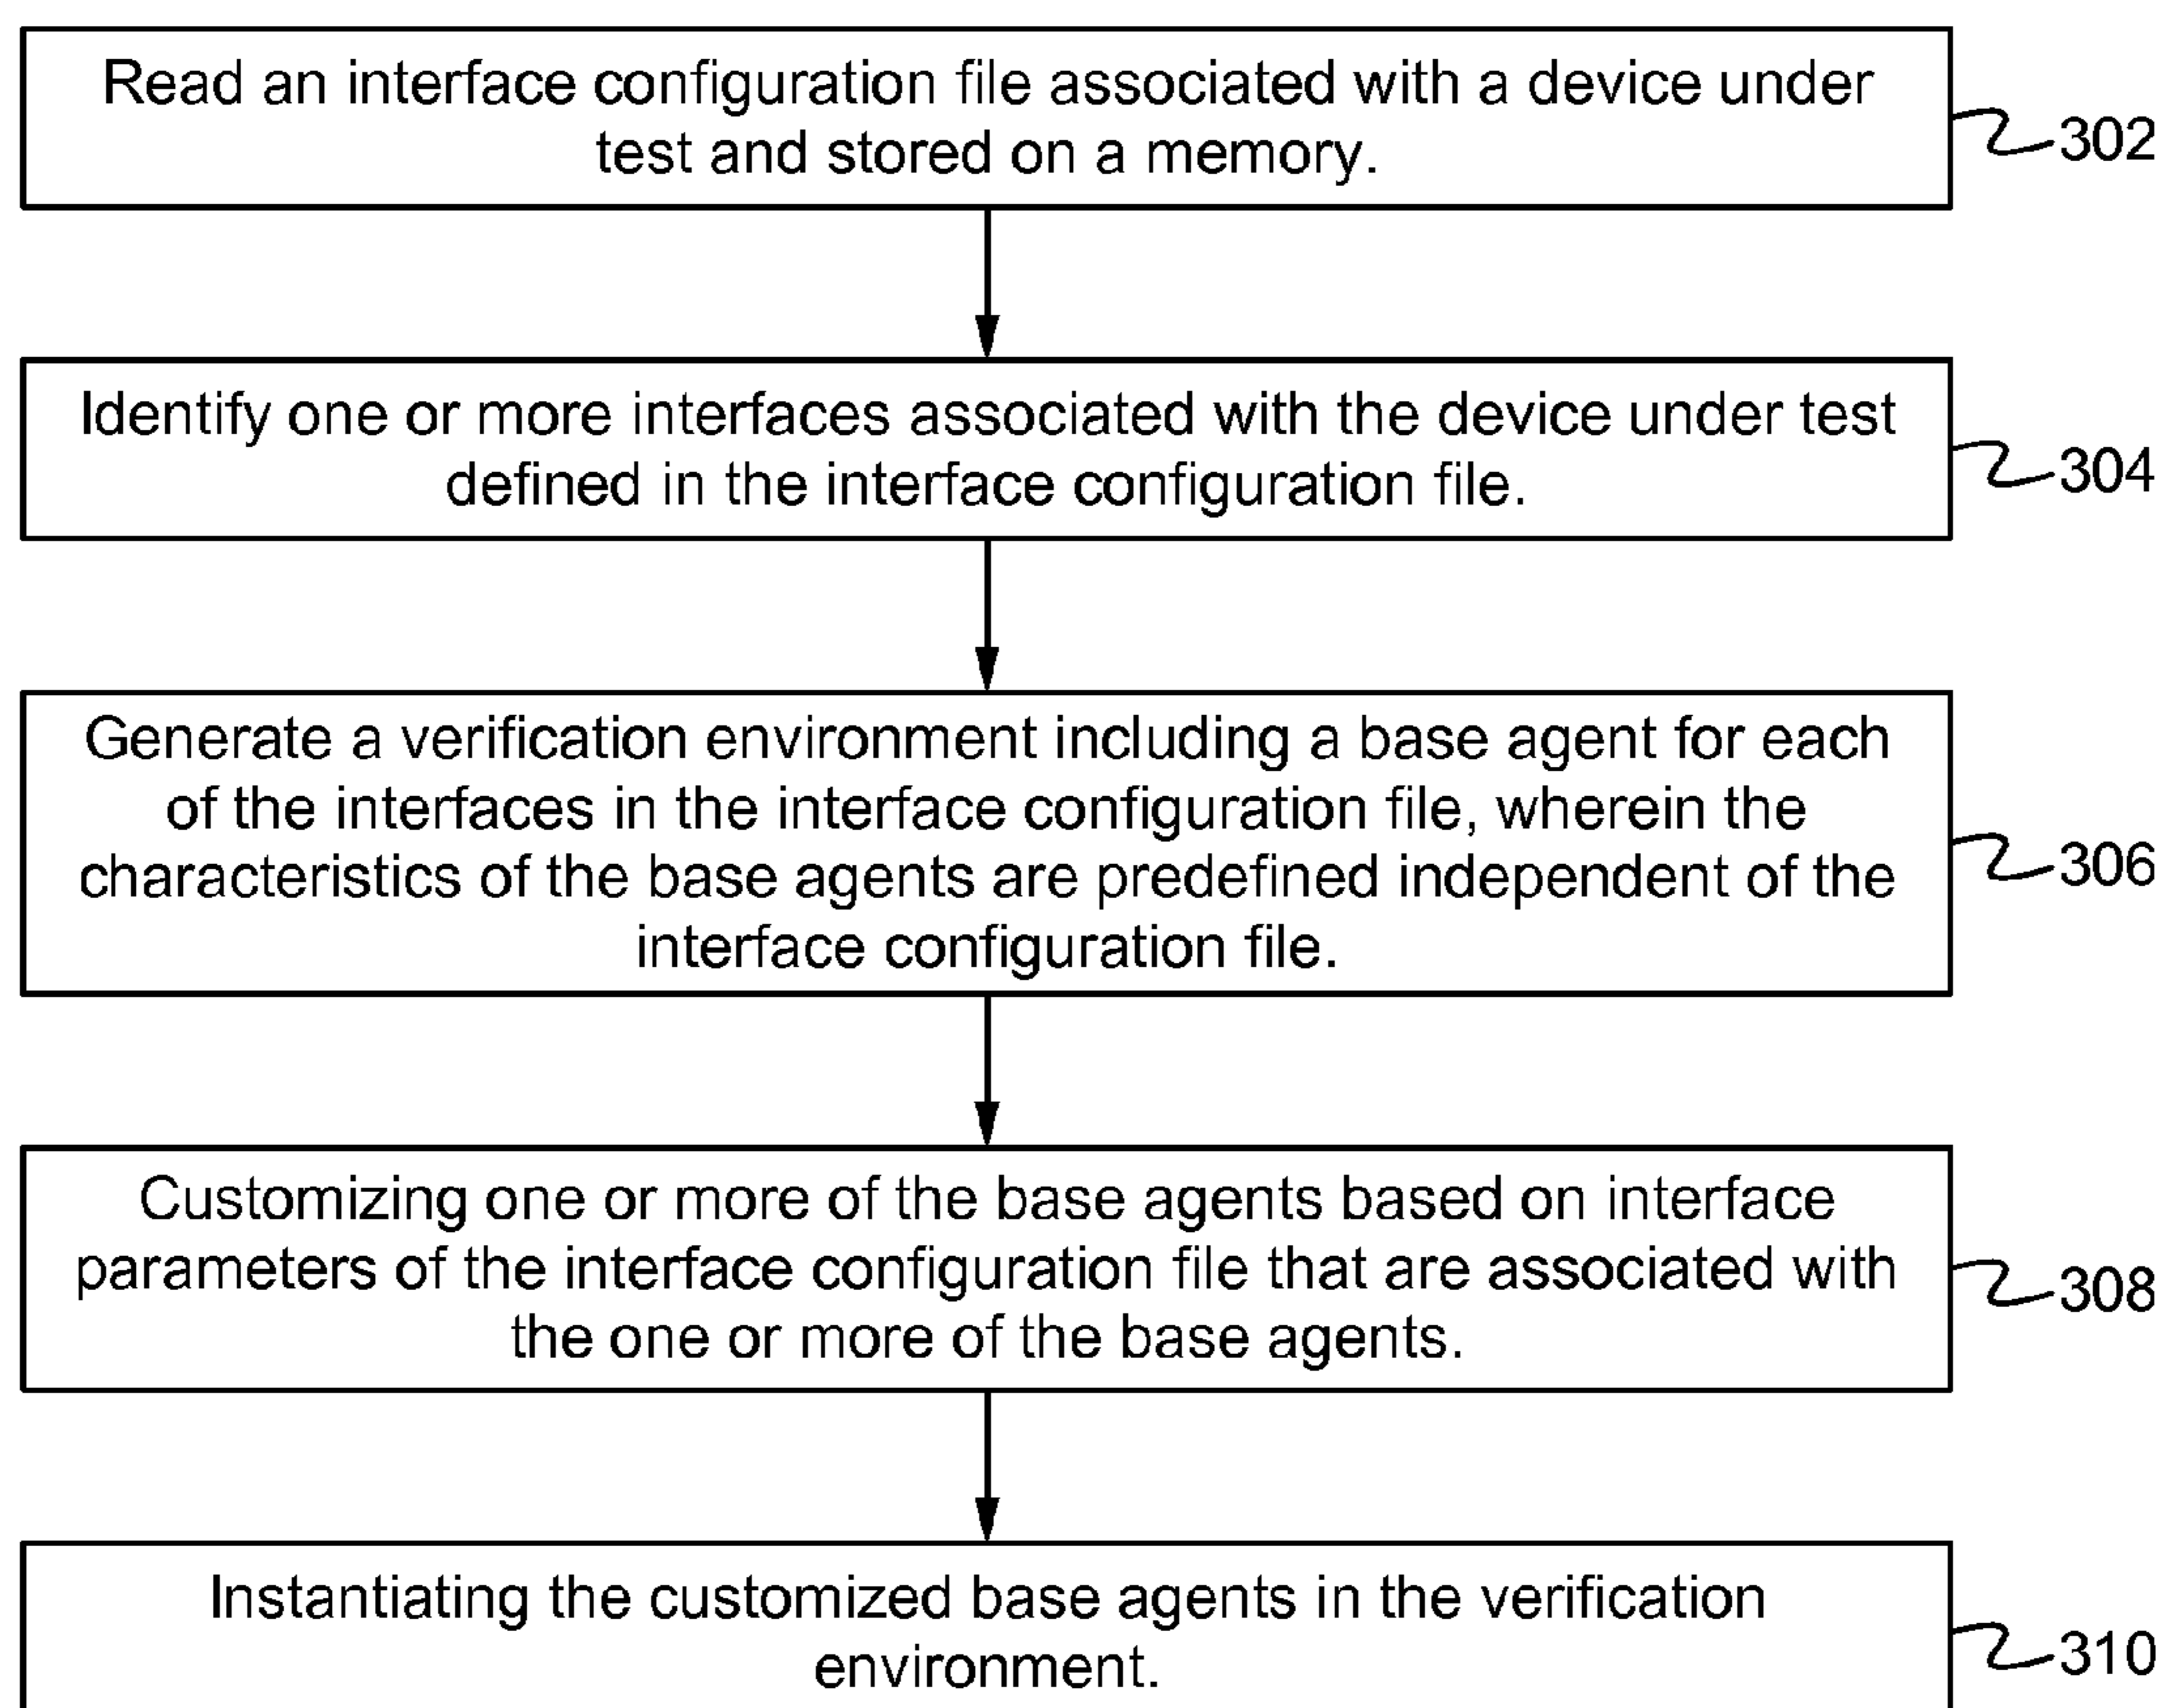 Read an interface configuration file associated with a device under
test and stored on a memory.
302
Identify one or more interfaces associated with the device under test
defined in the interface configuration file.
304
Generate a verification environment including a base agent for each
of the interfaces in the interface configuration file, wherein the
characteristics of the base agents are predefined independent of the
interface configuration file.
306
Customizing one or more of the base agents based on interface
parameters of the interface configuration file that are associated with
the one or more of the base agents.
308
Instantiating the customized base agents in the verification
environment.
310